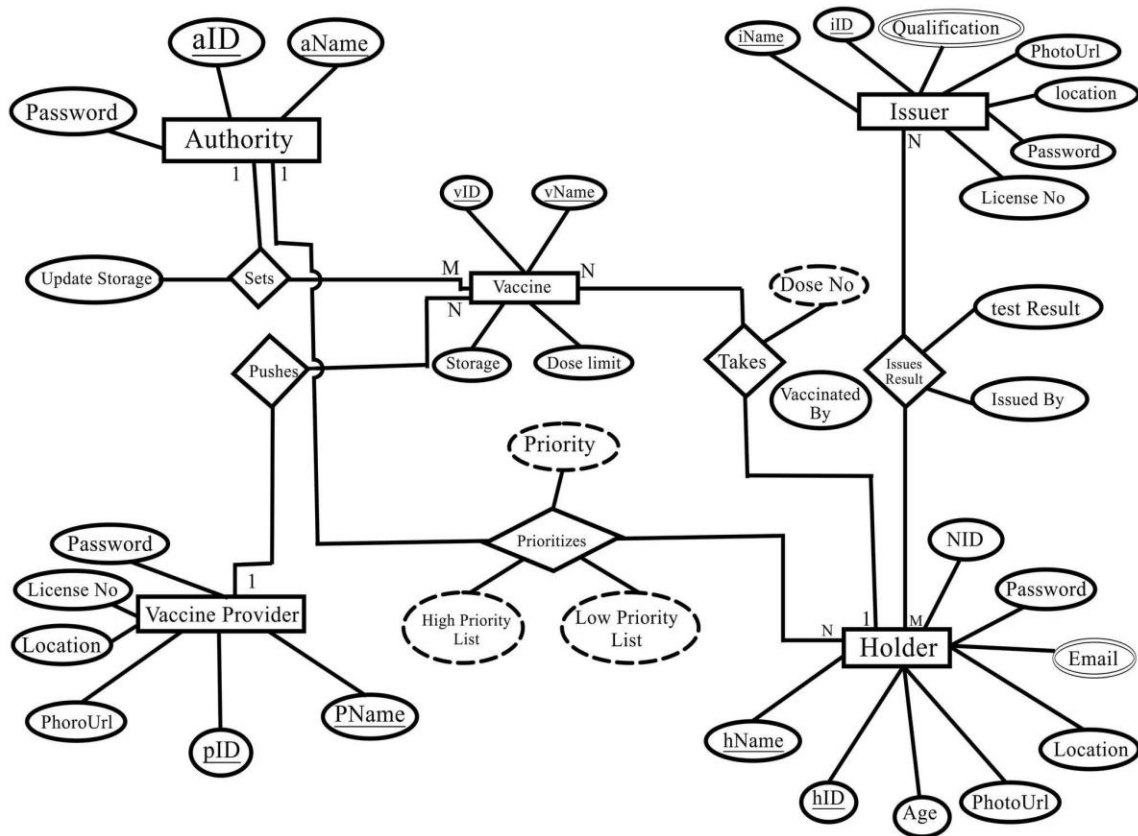 aID
aName
Password
Authority
1
1
iName
iID
Qualification
PhotoUrl
location
Password
License No
Issuer
N
vID
vName
Update Storage
Sets
M
N
Vaccine
N
Storage
Dose limit
Dose No
Takes
Vaccinated
By
test Result
Issues
Result
Issued By
Pushes
Priority
Prioritizes
High Priority
List
Low Priority
List
Password
License No
Location
1
Vaccine Provider
PhoroUrl
pID
PName
NID
Password
Email
Location
1
M
N
Holder
hName
hID
Age
PhotoUrl